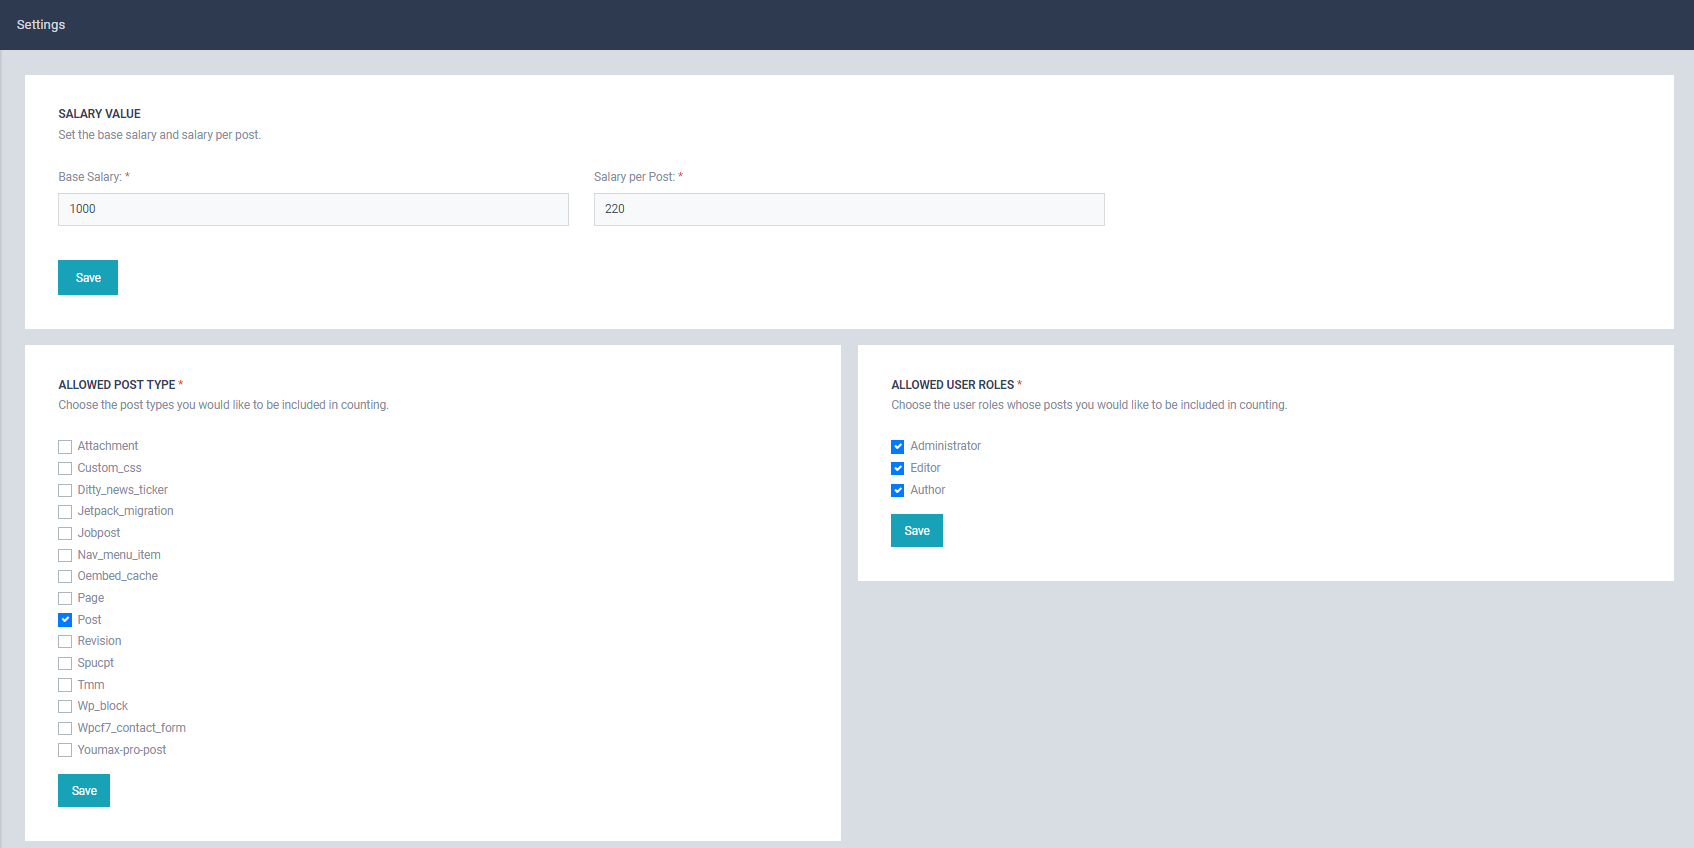 Settings
SALARY VALUE
Set the base salary and salary per post.
Base Salary: *
Salary per Post: *
1000
220
Save
ALLOWED POST TYPE *
Choose the post types you would like to be included in counting.
Attachment
Custom_css
Ditty_news_ticker
Jetpack_migration
Jobpost
Nav_menu_item
Oembed_cache
Page
Post
Revision
Spucpt
Tmm
Wp_block
Wpcf7_contact_form
Youmax-pro-post
Save
ALLOWED USER ROLES *
Choose the user roles whose posts you would like to be included in counting.
Administrator
Editor
Author
Save